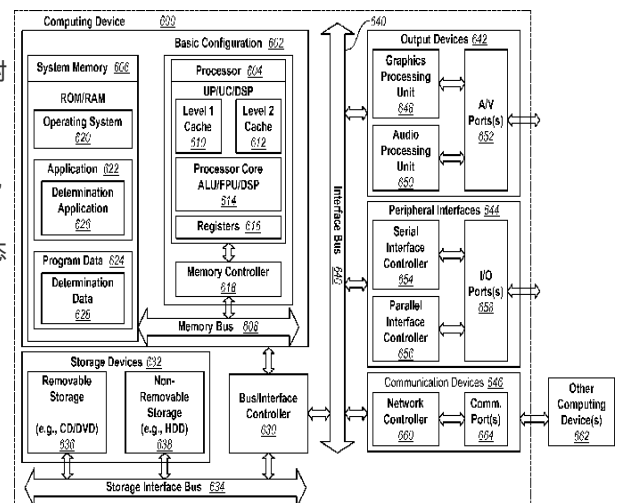 Computing Device 600
640
Basic Configuration 602
Output Devices 642
System Memory 606
Processor 604
Graphics
Processing
Unit
648
A/V
Ports(s)
652
ROM/RAM
UP/UC/DSP
Operating System
620
Level 1
Cache
610
Level 2
Cache
612
Audio
Processing
Unit
650
Application 622
Determination
Application
626
Processor Core
ALU/FPU/DSP
614
Interface Bus 640
Peripheral Interfaces 644
Registers 616
Serial
Interface
Controller
654
I/O
Ports(s)
658
Program Data 624
Determination
Data
628
Memory Controller
618
Parallel
Interface
Controller
656
Memory Bus 608
Storage Devices 632
Communication Devices 646
Removable
Storage
(e.g., CD/DVD)
636
Non-
Removable
Storage
(e.g., HDD)
638
Bus/Interface
Controller
630
Network
Controller
660
Comm.
Port(s)
664
Other
Computing
Device(s)
662
Storage Interface Bus 634